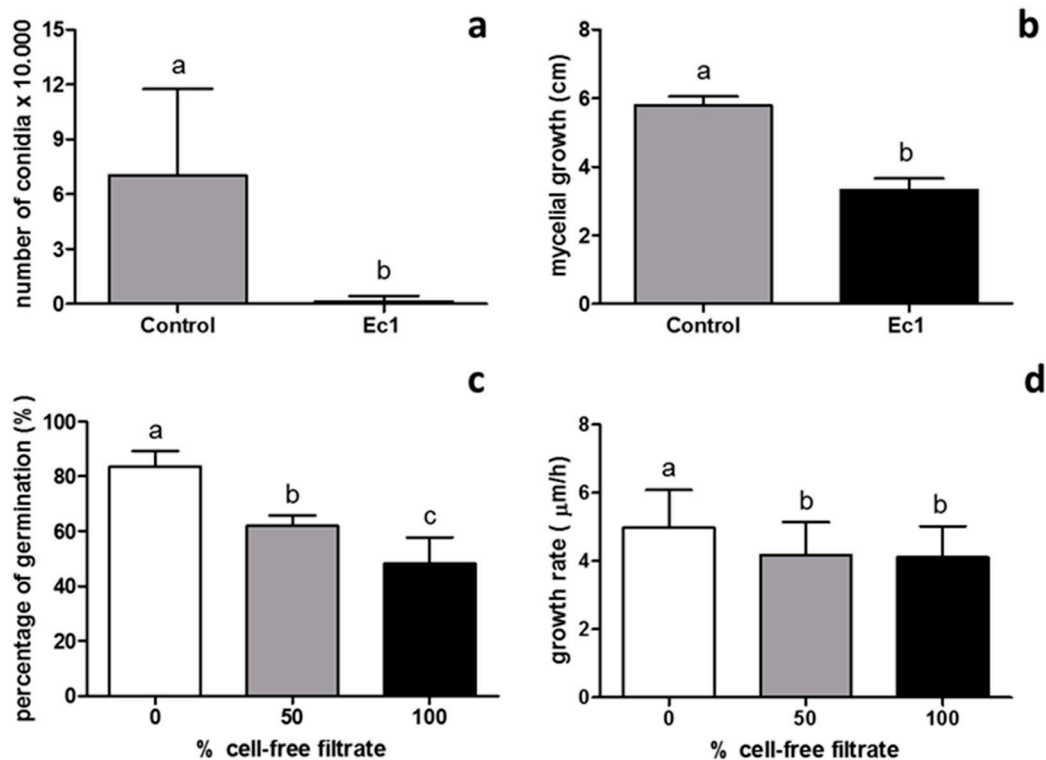 a
number of conidia x 10.000
15
12
9
6
3
0
a
b
Control
Ec1
b
mycelial growth (cm)
8
6
4
2
0
a
b
Control
Ec1
c
percentage of germination (%)
100
80
60
40
20
0
a
b
c
0
50
100
% cell-free filtrate
d
growth rate ( μm/h)
8
6
4
2
0
a
b
b
0
50
100
% cell-free filtrate